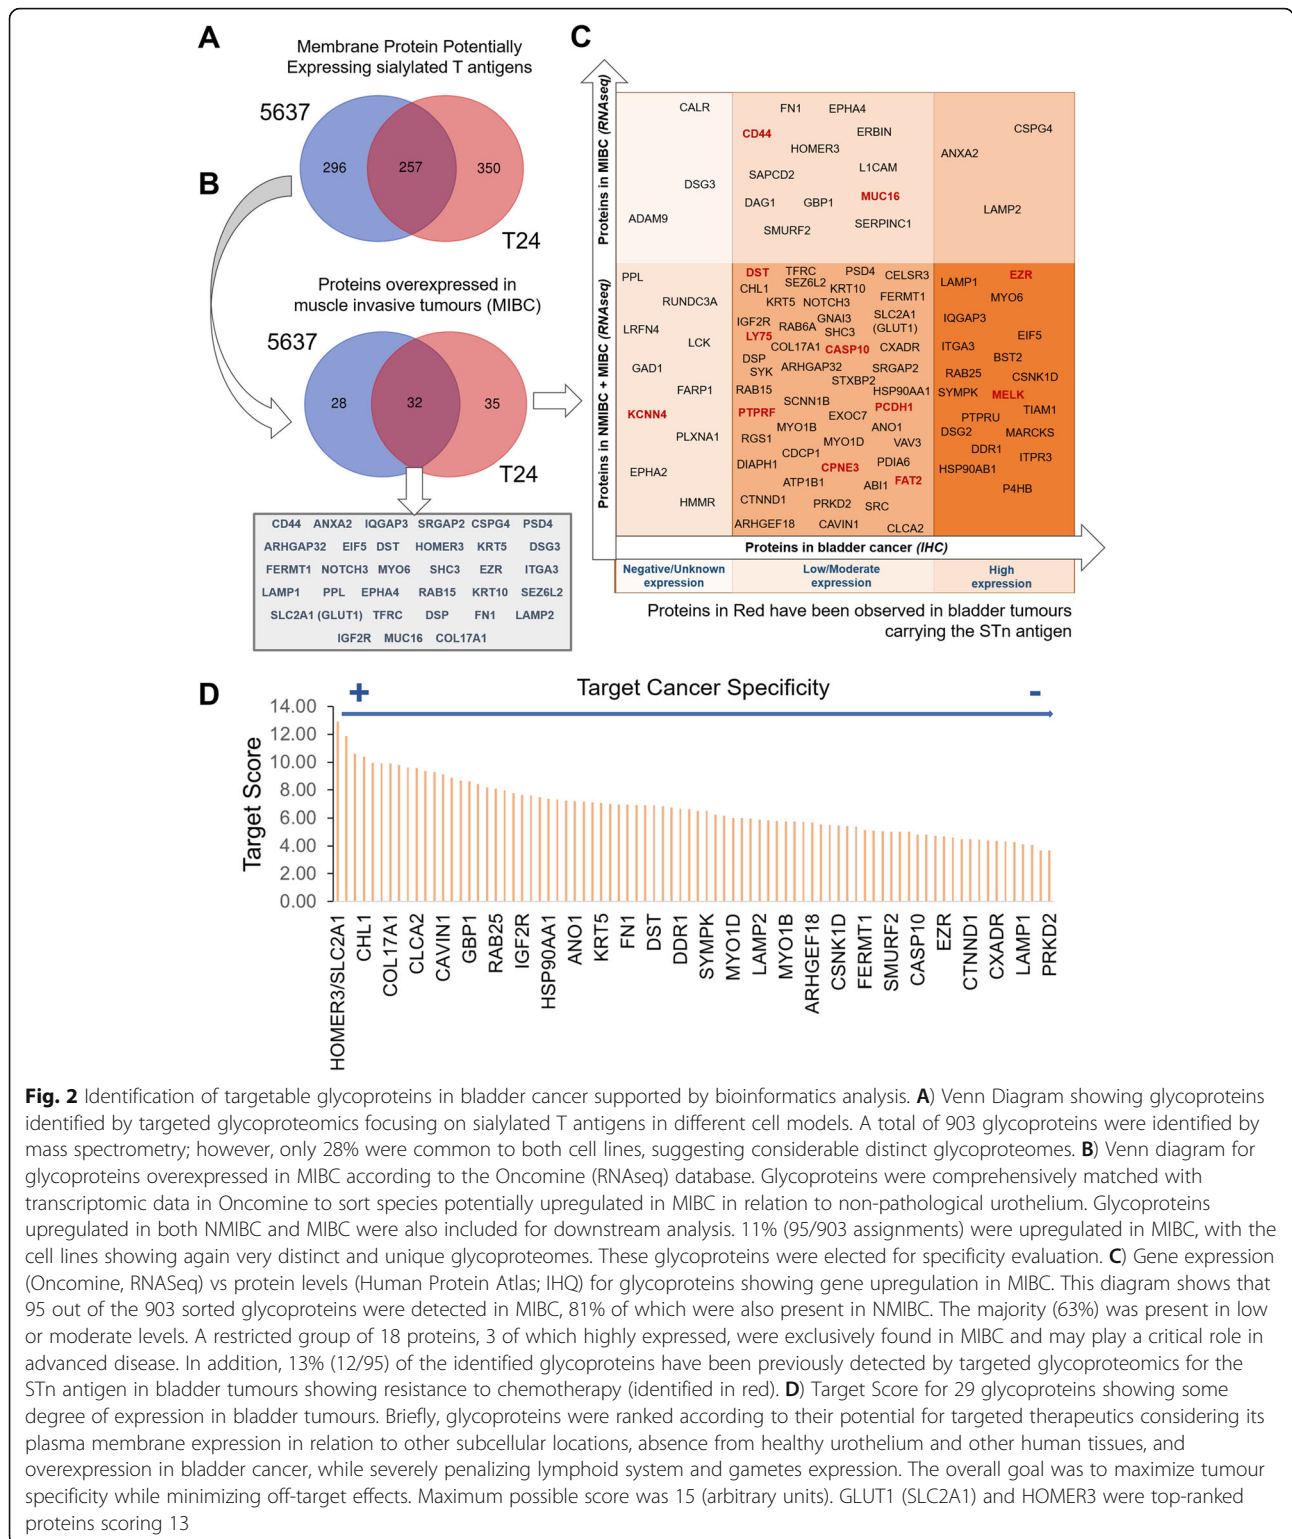 A
Membrane Protein Potentially
Expressing sialylated T antigens
5637
296
257
350
T24
B
Proteins overexpressed in
muscle invasive tumours (MIBC)
5637
28
32
35
T24
CD44 ANXA2 IQGAP3 SRGAP2 CSPG4 PSD4
ARHGAP32 EIF5 DST HOMER3 KRT5 DSG3
FERMT1 NOTCH3 MYO6 SHC3 EZR ITGA3
LAMP1 PPL EPHA4 RAB15 KRT10 SEZ6L2
SLC2A1 (GLUT1) TFRC DSP FN1 LAMP2
IGF2R MUC16 COL17A1
C
Proteins in MIBC (RNAseq)
Proteins in NMIBC + MIBC (RNAseq)
CALR
DSG3
ADAM9
FN1 EPHA4
CD44 ERBIN
HOMER3
L1CAM
SAPCD2
MUC16
DAG1 GBP1
SERPINC1
SMURF2
CSPG4
ANXA2
LAMP2
PPL
RUNDC3A
LRFN4
LCK
GAD1
FARP1
KCNN4
PLXNA1
EPHA2
HMMR
DST TFRC PSD4 CELSR3
CHL1 SEZ6L2 KRT10
KRT5 NOTCH3 FERMT1
IGF2R RAB6A GNAI3 SLC2A1
(GLUT1)
SHC3
LY75
COL17A1 CASP10 CXADR
DSP
SYK ARHGAP32 SRGAP2
STXBP2
RAB15 HSP90AA1
SCNN1B
PTPRF EXOC7 PCDH1
MYO1B ANO1
RGS1 MYO1D VAV3
CDCP1
DIAPH1 CPNE3 PDIA6
ATP1B1 ABI1 FAT2
CTNND1 PRKD2 SRC
ARHGEF18 CAVIN1 CLCA2
LAMP1 EZR
MYO6
IQGAP3
EIF5
ITGA3
BST2
RAB25 CSNK1D
SYMPK MELK
TIAM1
PTPRU
DSG2 MARCKS
DDR1
ITPR3
HSP90AB1
P4HB
Proteins in bladder cancer (IHC)
Negative/Unknown
expression
Low/Moderate
expression
High
expression
Proteins in Red have been observed in bladder tumours
carrying the STn antigen
D
+ Target Cancer Specificity -
Target Score
14.00
12.00
10.00
8.00
6.00
4.00
2.00
0.00
HOMER3/SLC2A1
CHL1
COL17A1
CLCA2
CAVIN1
GBP1
RAB25
IGF2R
HSP90AA1
ANO1
KRT5
FN1
DST
DDR1
SYMPK
MYO1D
LAMP2
MYO1B
ARHGEF18
CSNK1D
FERMT1
SMURF2
CASP10
EZR
CTNND1
CXADR
LAMP1
PRKD2
Fig. 2 Identification of targetable glycoproteins in bladder cancer supported by bioinformatics analysis. A) Venn Diagram showing glycoproteins
identified by targeted glycoproteomics focusing on sialylated T antigens in different cell models. A total of 903 glycoproteins were identified by
mass spectrometry; however, only 28% were common to both cell lines, suggesting considerable distinct glycoproteomes. B) Venn diagram for
glycoproteins overexpressed in MIBC according to the Oncomine (RNAseq) database. Glycoproteins were comprehensively matched with
transcriptomic data in Oncomine to sort species potentially upregulated in MIBC in relation to non-pathological urothelium. Glycoproteins
upregulated in both NMIBC and MIBC were also included for downstream analysis. 11% (95/903 assignments) were upregulated in MIBC, with the
cell lines showing again very distinct and unique glycoproteomes. These glycoproteins were elected for specificity evaluation. C) Gene expression
(Oncomine, RNASeq) vs protein levels (Human Protein Atlas; IHQ) for glycoproteins showing gene upregulation in MIBC. This diagram shows that
95 out of the 903 sorted glycoproteins were detected in MIBC, 81% of which were also present in NMIBC. The majority (63%) was present in low
or moderate levels. A restricted group of 18 proteins, 3 of which highly expressed, were exclusively found in MIBC and may play a critical role in
advanced disease. In addition, 13% (12/95) of the identified glycoproteins have been previously detected by targeted glycoproteomics for the
STn antigen in bladder tumours showing resistance to chemotherapy (identified in red). D) Target Score for 29 glycoproteins showing some
degree of expression in bladder tumours. Briefly, glycoproteins were ranked according to their potential for targeted therapeutics considering its
plasma membrane expression in relation to other subcellular locations, absence from healthy urothelium and other human tissues, and
overexpression in bladder cancer, while severely penalizing lymphoid system and gametes expression. The overall goal was to maximize tumour
specificity while minimizing off-target effects. Maximum possible score was 15 (arbitrary units). GLUT1 (SLC2A1) and HOMER3 were top-ranked
proteins scoring 13